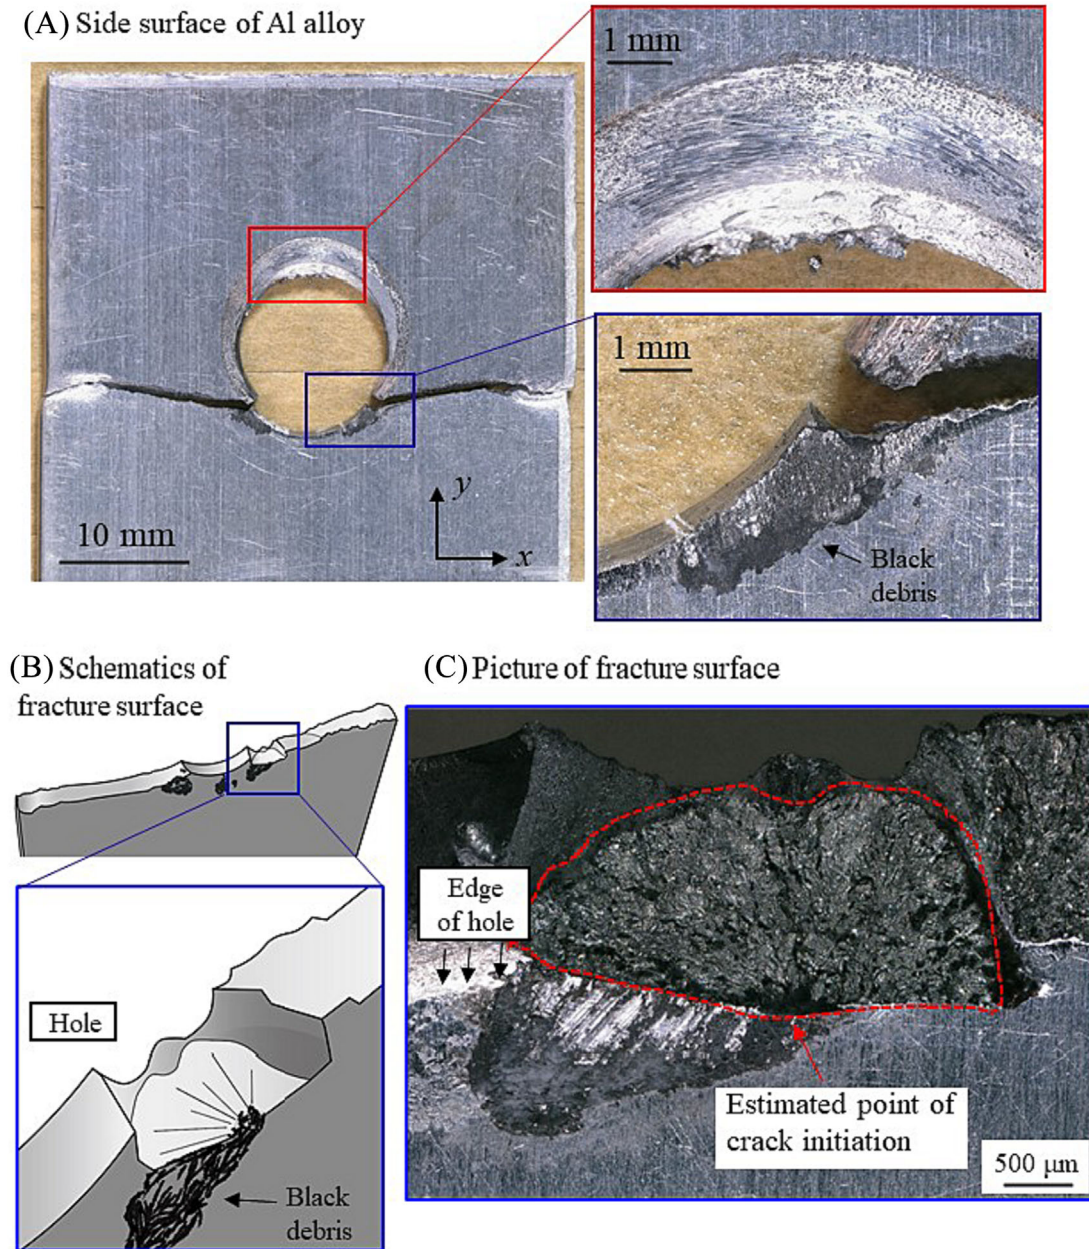 (A) Side surface of Al alloy
1 mm
10 mm
y
x
1 mm
Black
debris
(B) Schematics of
fracture surface
Hole
Black
debris
(C) Picture of fracture surface
Edge
of hole
Estimated point of
crack initiation
500 μm